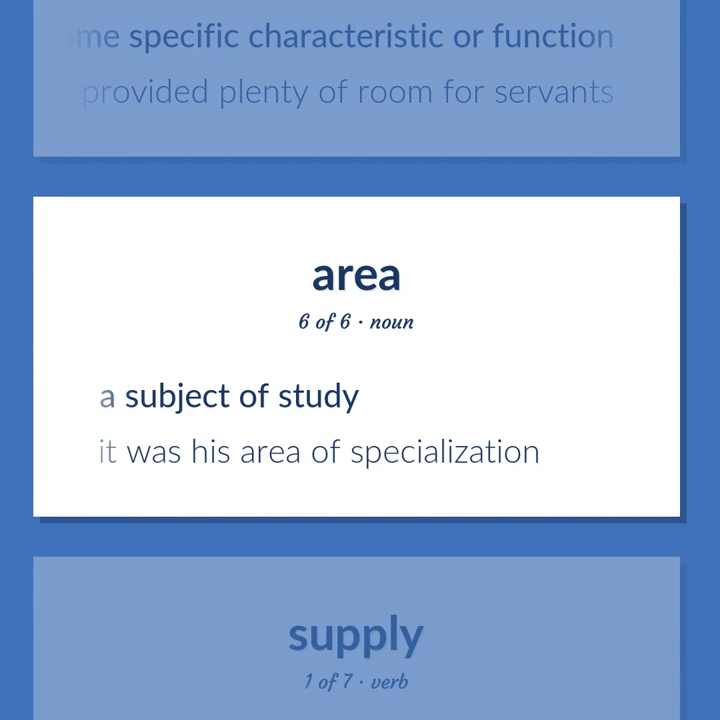 me specific characteristic or function
provided plenty of room for servants
area
6 of 6 · noun
a subject of study
it was his area of specialization
supply
1 of 7 · verb